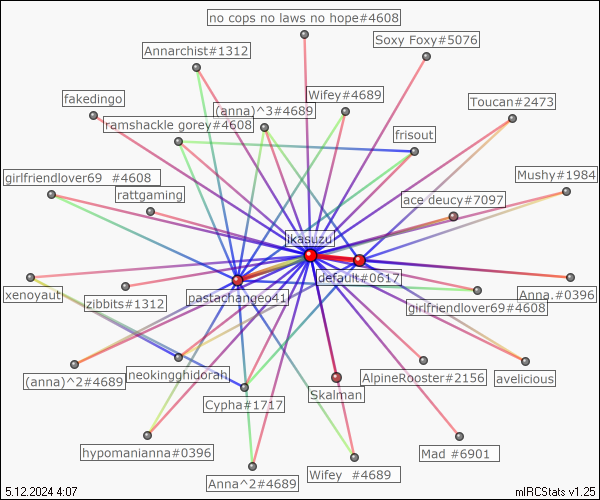 no cops no laws no hope#4608
Soxy Foxy#5076
Annarchist#1312
Wifey#4689
fakedingo
(anna)^3#4689
Toucan#2473
ramshackle gorey#4608
frisout
girlfriendlover69 #4608
Mushy#1984
rattgaming
ace deucy#7097
ikasuzu
default#0617
xenoyaut
zibbits#1312
pastachangeo41
Anna.#0396
girlfriendlover69#4608
(anna)^2#4689
neokingghidorah
AlpineRooster#2156
avelicious
Cypha#1717
Skalman
hypomanianna#0396
Mad #6901
Anna^2#4689
Wifey #4689
5.12.2024 4:07
mIRCStats v1.25